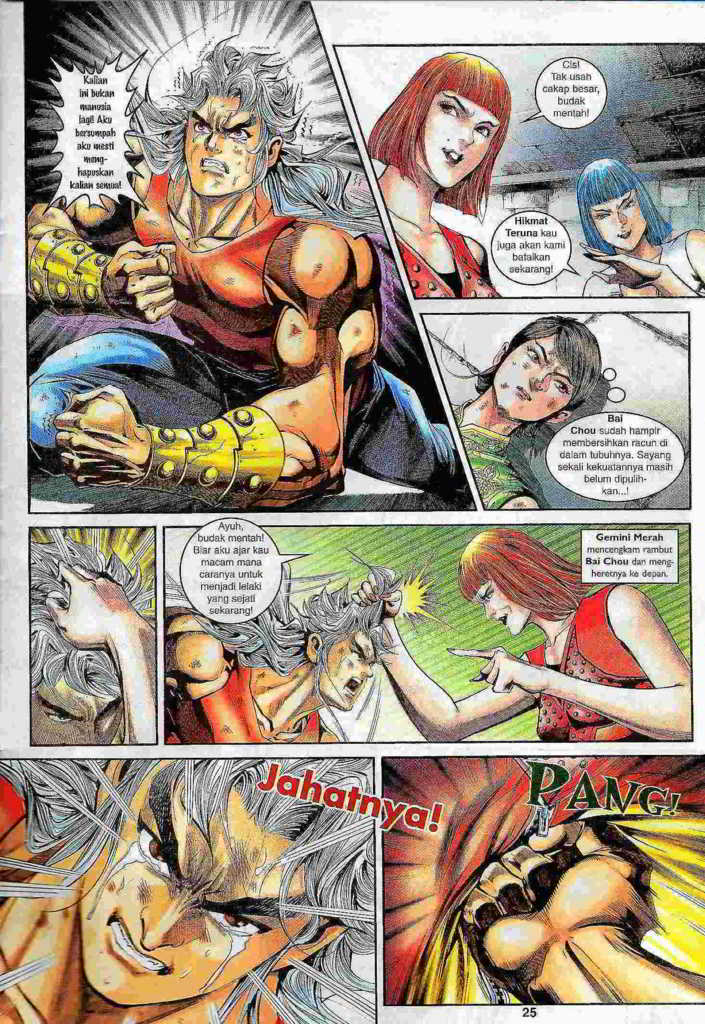 Kalian
ini bukan
manusia
lagi! Aku
bersumpah
aku mesti
meng-
hapuskan
kalian semua!
Cis!
Tak usah
cakap besar,
budak
mentah!
Hikmat
Teruna kau
juga akan kami
batalkan
sekarang!
Bai
Chou sudah hampir
membersihkan racun di
dalam tubuhnya. Sayang
sekali kekuatannya masih
belum dipulih-
kan...!
Ayuh,
budak mentah!
Biar aku ajar kau
macam mana
caranya untuk
menjadi lelaki
yang sejati
sekarang!
Gemini Merah
mencengkam rambut
Bai Chou dan meng-
heretnya ke depan.
Jahatnya!
PANG!
25